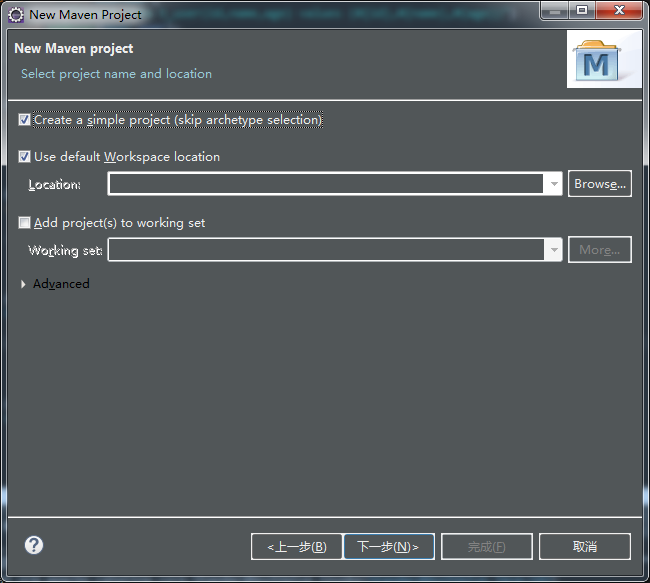 New Maven Project
New Maven project
Select project name and location
M
Create a simple project (skip archetype selection)
Use default Workspace location
Location:
Browse...
Add project(s) to working set
Working set:
More...
Advanced
?
<上一步(B)
下一步(N)>
完成(F)
取消